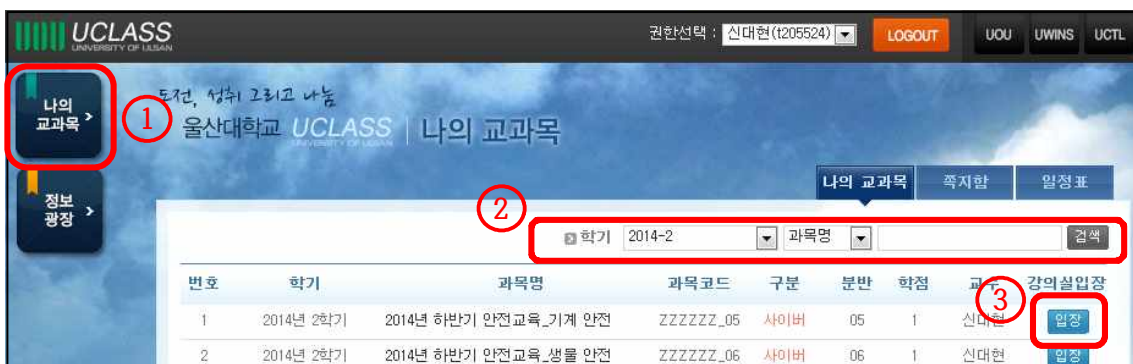 UCLASS
UNIVERSITY OF ULSAN
권한선택 : 신대현(t205524)
LOGOUT
UOU UWINS UCTL
나의
교과목 >
①
도전, 성취 그리고 나눔
울산대학교 UCLASS | 나의 교과목
UNIVERSITY OF ULSAN
정보
광장 >
나의 교과목 쪽지함 일정표
②
학기 2014-2 과목명 검색
번호 학기 과목명 과목코드 구분 분반 학점 교수 강의실입장
③
1 2014년 2학기 2014년 하반기 안전교육_기계 안전 ZZZZZZ_05 사이버 05 1 신대현 입장
2 2014년 2학기 2014년 하반기 안전교육_생물 안전 ZZZZZZ_06 사이버 06 1 신대현 입장